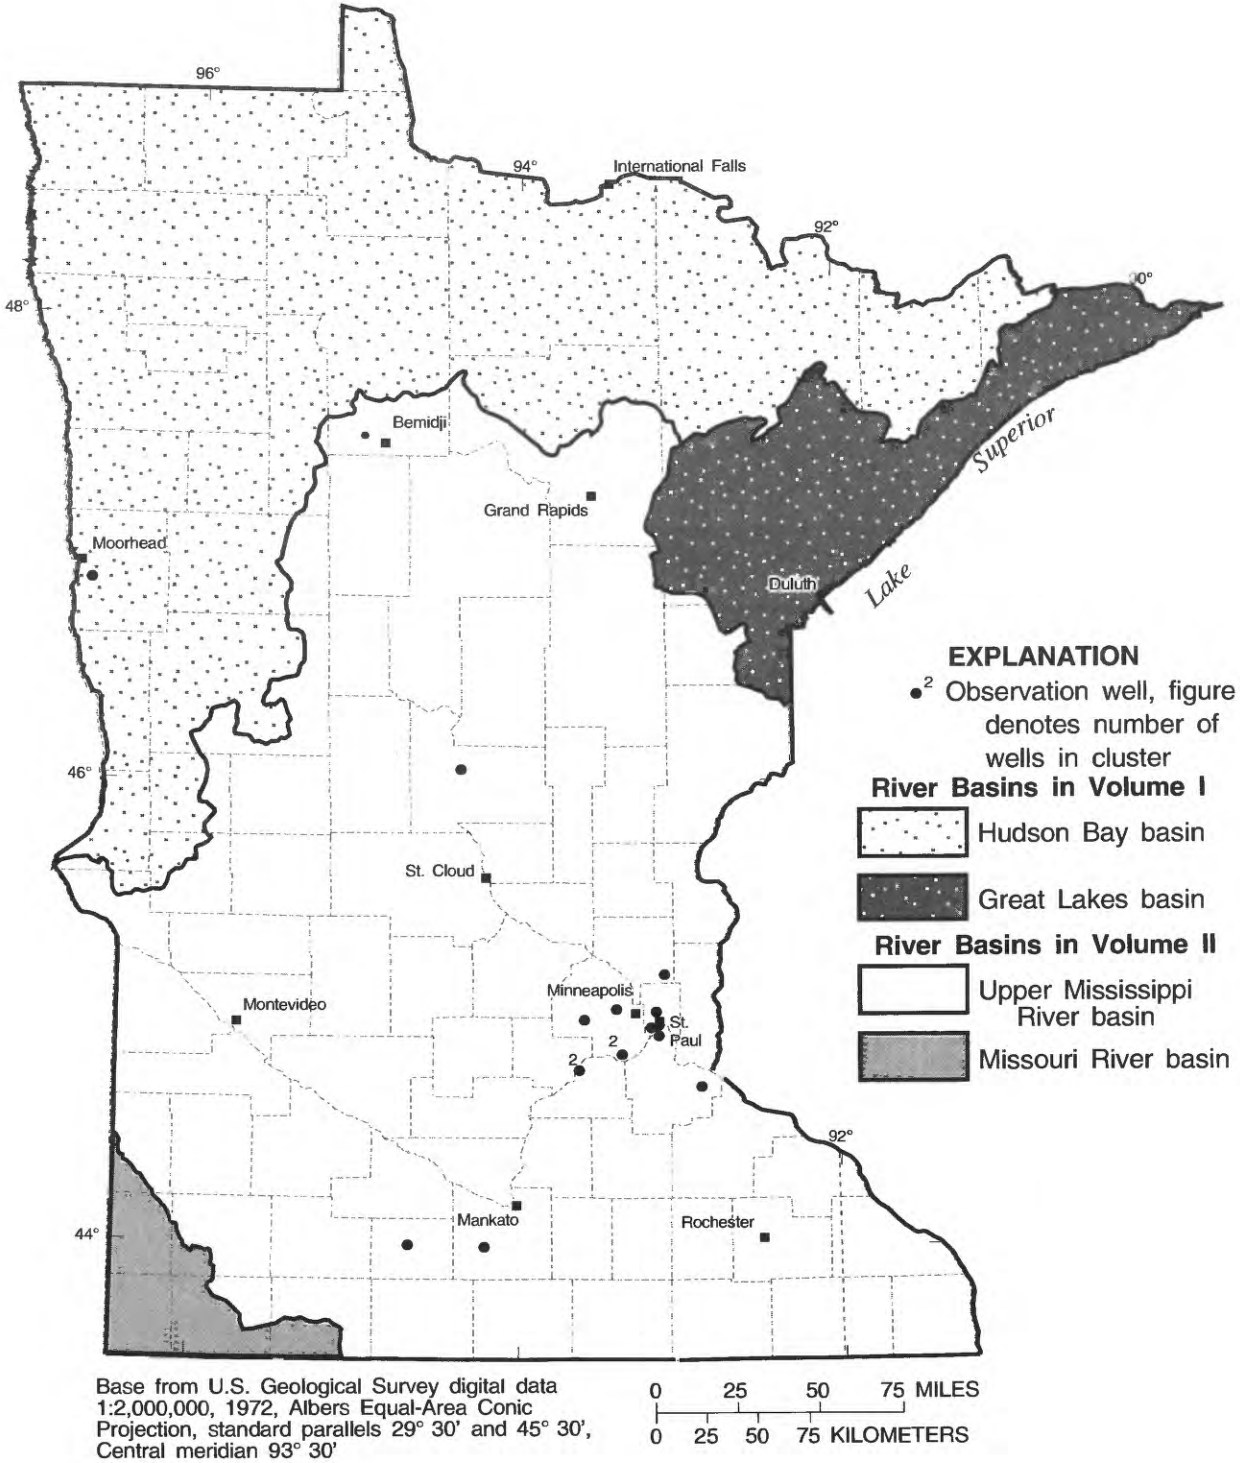 96°
94°
International Falls
92°
90°
48°
Bemidji
Superior
Grand Rapids
Moorhead
Duluth
Lake
EXPLANATION
2 Observation well, figure
denotes number of
wells in cluster
46°
River Basins in Volume I
Hudson Bay basin
St. Cloud
Great Lakes basin
River Basins in Volume II
Minneapolis
Upper Mississippi
River basin
Montevideo
St.
Paul
2
2
Missouri River basin
92°
Mankato
Rochester
44°
Base from U.S. Geological Survey digital data
1:2,000,000, 1972, Albers Equal-Area Conic
Projection, standard parallels 29° 30' and 45° 30',
Central meridian 93° 30'
0 25 50 75 MILES
0 25 50 75 KILOMETERS